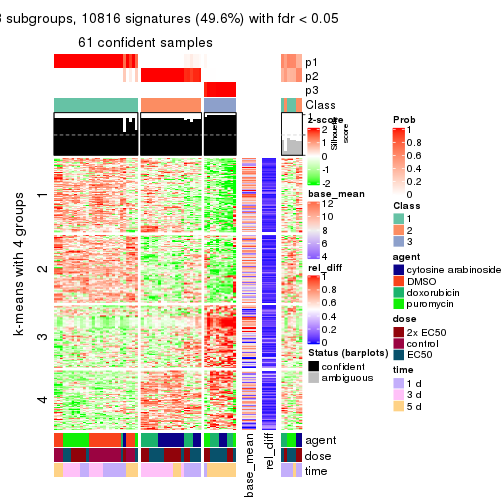 3 subgroups, 10816 signatures (49.6%) with fdr < 0.05
61 confident samples
p1
p2
p3
Class
k-means with 4 groups
1
2
3
4
agent
dose
time
base_mean
rel_diff
z-score
2
1
0
-1
-2
Silhouette
score
base_mean
12
10
8
6
4
rel_diff
1
0.8
0.6
0.4
0.2
0
Status (barplots)
confident
ambiguous
Prob
1
0.8
0.6
0.4
0.2
0
Class
1
2
3
agent
cytosine arabinoside
DMSO
doxorubicin
puromycin
dose
2x EC50
control
EC50
time
1 d
3 d
5 d